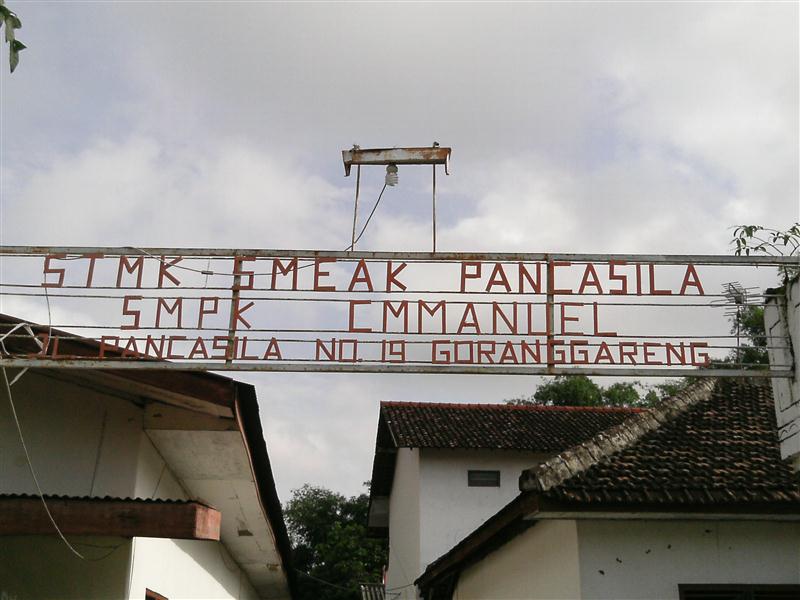 STMK SMEAK PANCASILA
SMPK EMMANUEL
JL PANCASILA NO. 19 GORANGGARENG